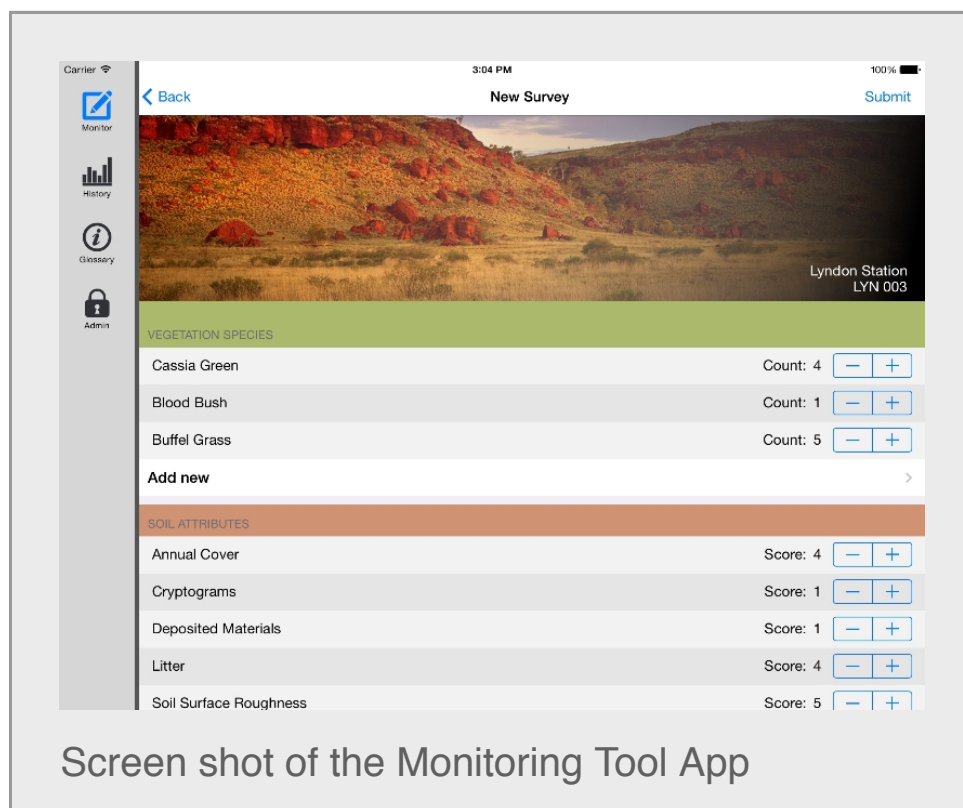 Carrier
3:04 PM
100%
Monitor
History
Glossary
Admin
Back
New Survey
Submit
Lyndon Station
LYN 003
VEGETATION SPECIES
Cassia Green Count: 4 — +
Blood Bush Count: 1 — +
Buffel Grass Count: 5 — +
Add new
SOIL ATTRIBUTES
Annual Cover Score: 4 — +
Cryptograms Score: 1 — +
Deposited Materials Score: 1 — +
Litter Score: 4 — +
Soil Surface Roughness Score: 5 — +
Screen shot of the Monitoring Tool App